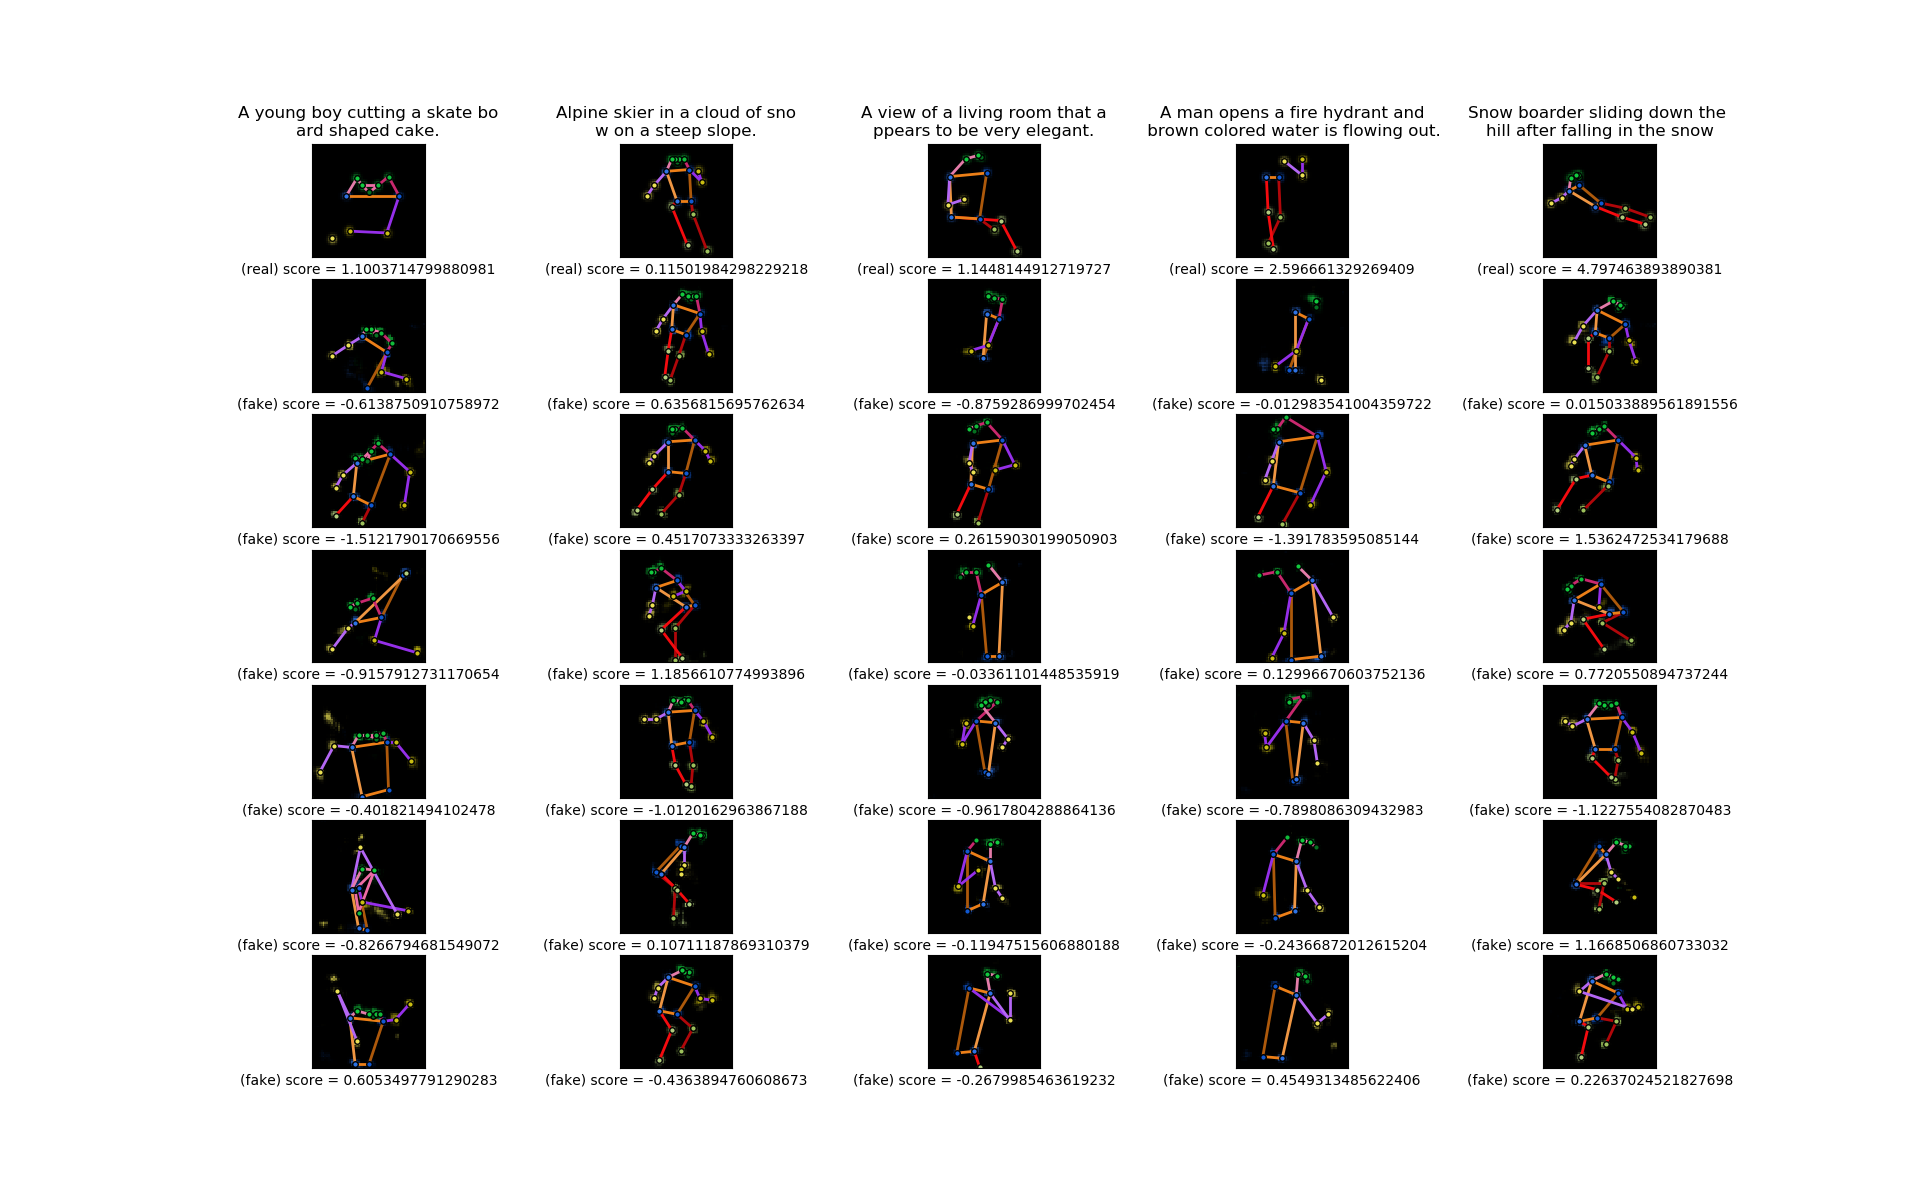 A young boy cutting a skate bo
ard shaped cake.
Alpine skier in a cloud of sno
w on a steep slope.
A view of a living room that a
ppears to be very elegant.
A man opens a fire hydrant and
brown colored water is flowing out.
Snow boarder sliding down the
hill after falling in the snow
(real) score = 1.1003714799880981
(real) score = 0.11501984298229218
(real) score = 1.1448144912719727
(real) score = 2.596661329269409
(real) score = 4.797463893890381
(fake) score = -0.6138750910758972
(fake) score = 0.6356815695762634
(fake) score = -0.8759286999702454
(fake) score = -0.012983541004359722
(fake) score = 0.015033889561891556
(fake) score = -1.5121790170669556
(fake) score = 0.4517073333263397
(fake) score = 0.26159030199050903
(fake) score = -1.391783595085144
(fake) score = 1.5362472534179688
(fake) score = -0.9157912731170654
(fake) score = 1.1856610774993896
(fake) score = -0.03361101448535919
(fake) score = 0.12996670603752136
(fake) score = 0.7720550894737244
(fake) score = -0.401821494102478
(fake) score = -1.0120162963867188
(fake) score = -0.9617804288864136
(fake) score = -0.7898086309432983
(fake) score = -1.1227554082870483
(fake) score = -0.8266794681549072
(fake) score = 0.10711187869310379
(fake) score = -0.11947515606880188
(fake) score = -0.24366872012615204
(fake) score = 1.1668506860733032
(fake) score = 0.6053497791290283
(fake) score = -0.4363894760608673
(fake) score = -0.2679985463619232
(fake) score = 0.4549313485622406
(fake) score = 0.22637024521827698